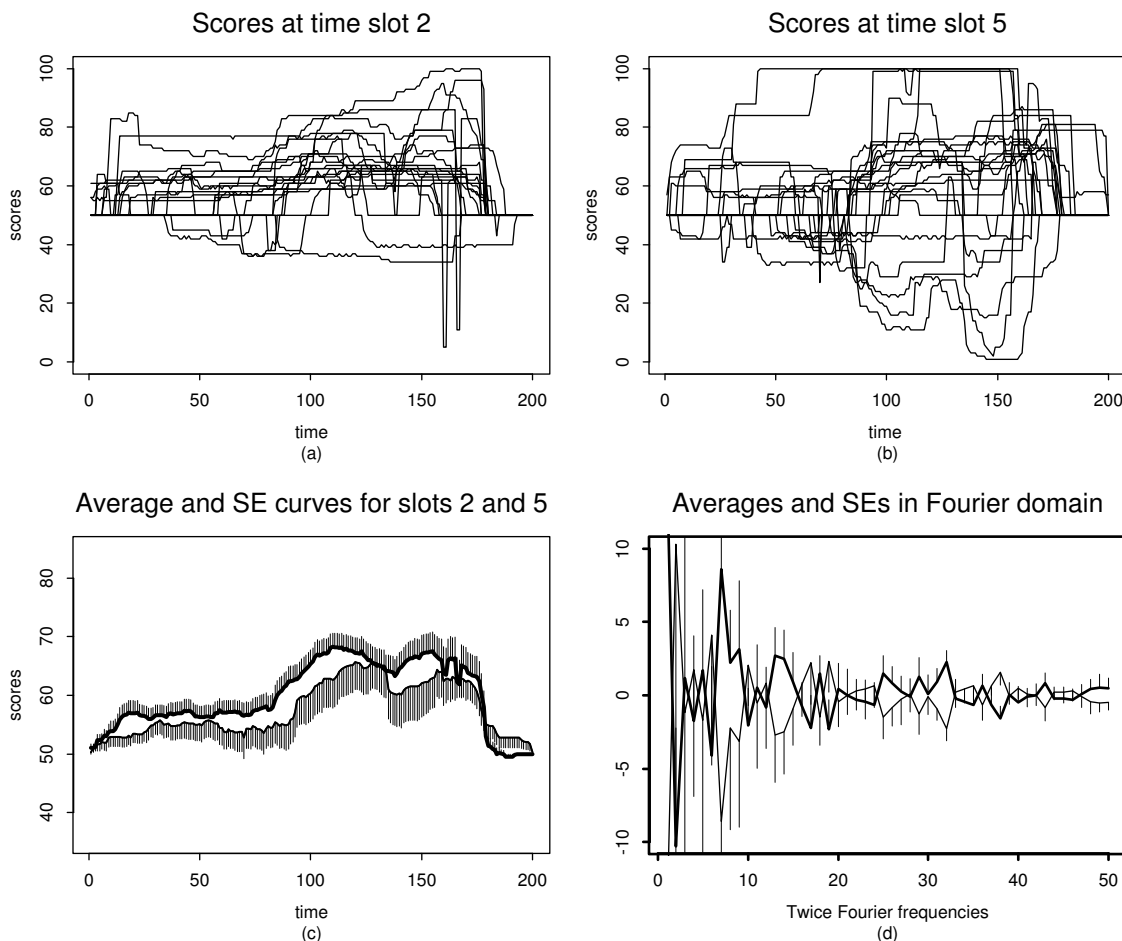 Scores at time slot 2
scores
0 20 40 60 80 100
0 50 100 150 200
time
(a)
Scores at time slot 5
scores
0 20 40 60 80 100
0 50 100 150 200
time
(b)
Average and SE curves for slots 2 and 5
scores
40 50 60 70 80
0 50 100 150 200
time
(c)
Averages and SEs in Fourier domain
-10 -5 0 5 10
0 10 20 30 40 50
Twice Fourier frequencies
(d)